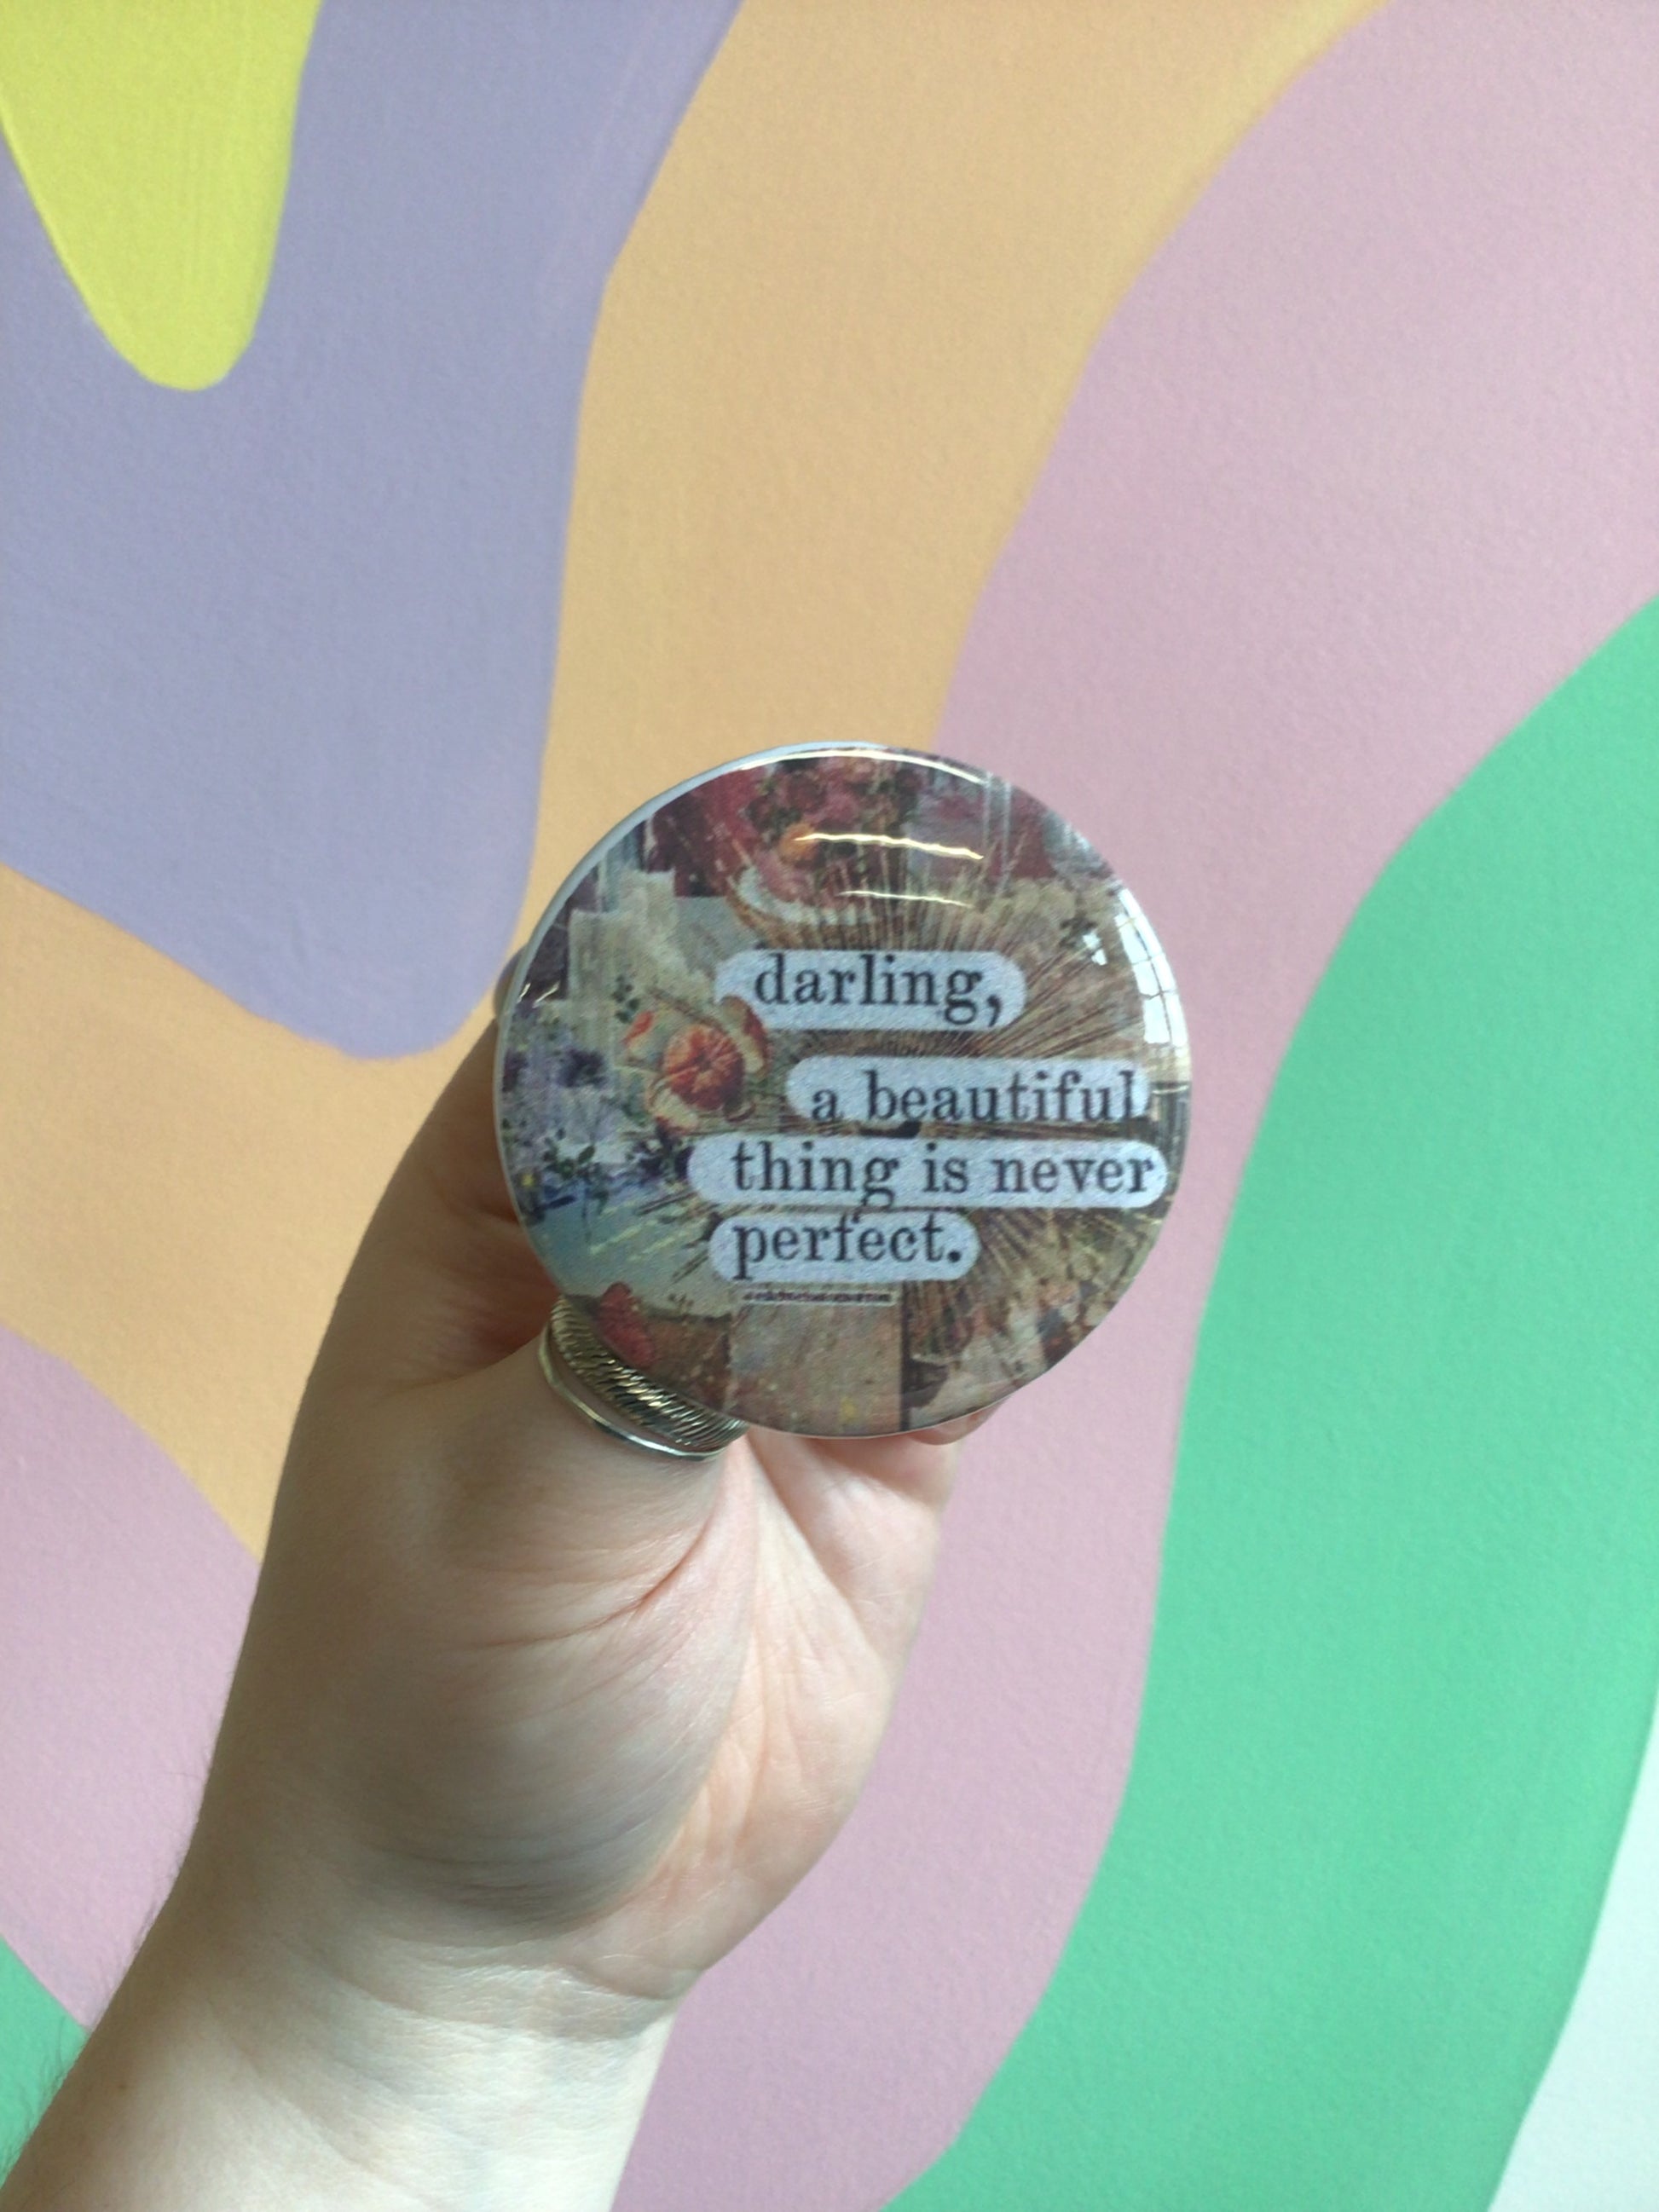 darling,
a beautiful
thing is never
perfect.